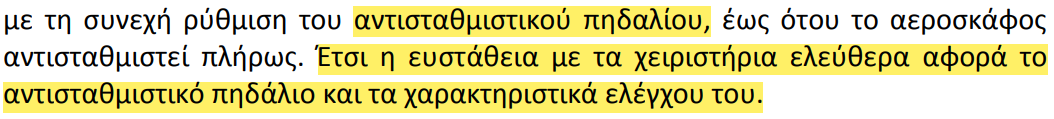 με τη συνεχή ρύθμιση του αντισταθμιστικού πηδαλίου, έως ότου το αεροσκάφος
αντισταθμιστεί πλήρως. Έτσι η ευστάθεια με τα χειριστήρια ελεύθερα αφορά το
αντισταθμιστικό πηδάλιο και τα χαρακτηριστικά ελέγχου του.